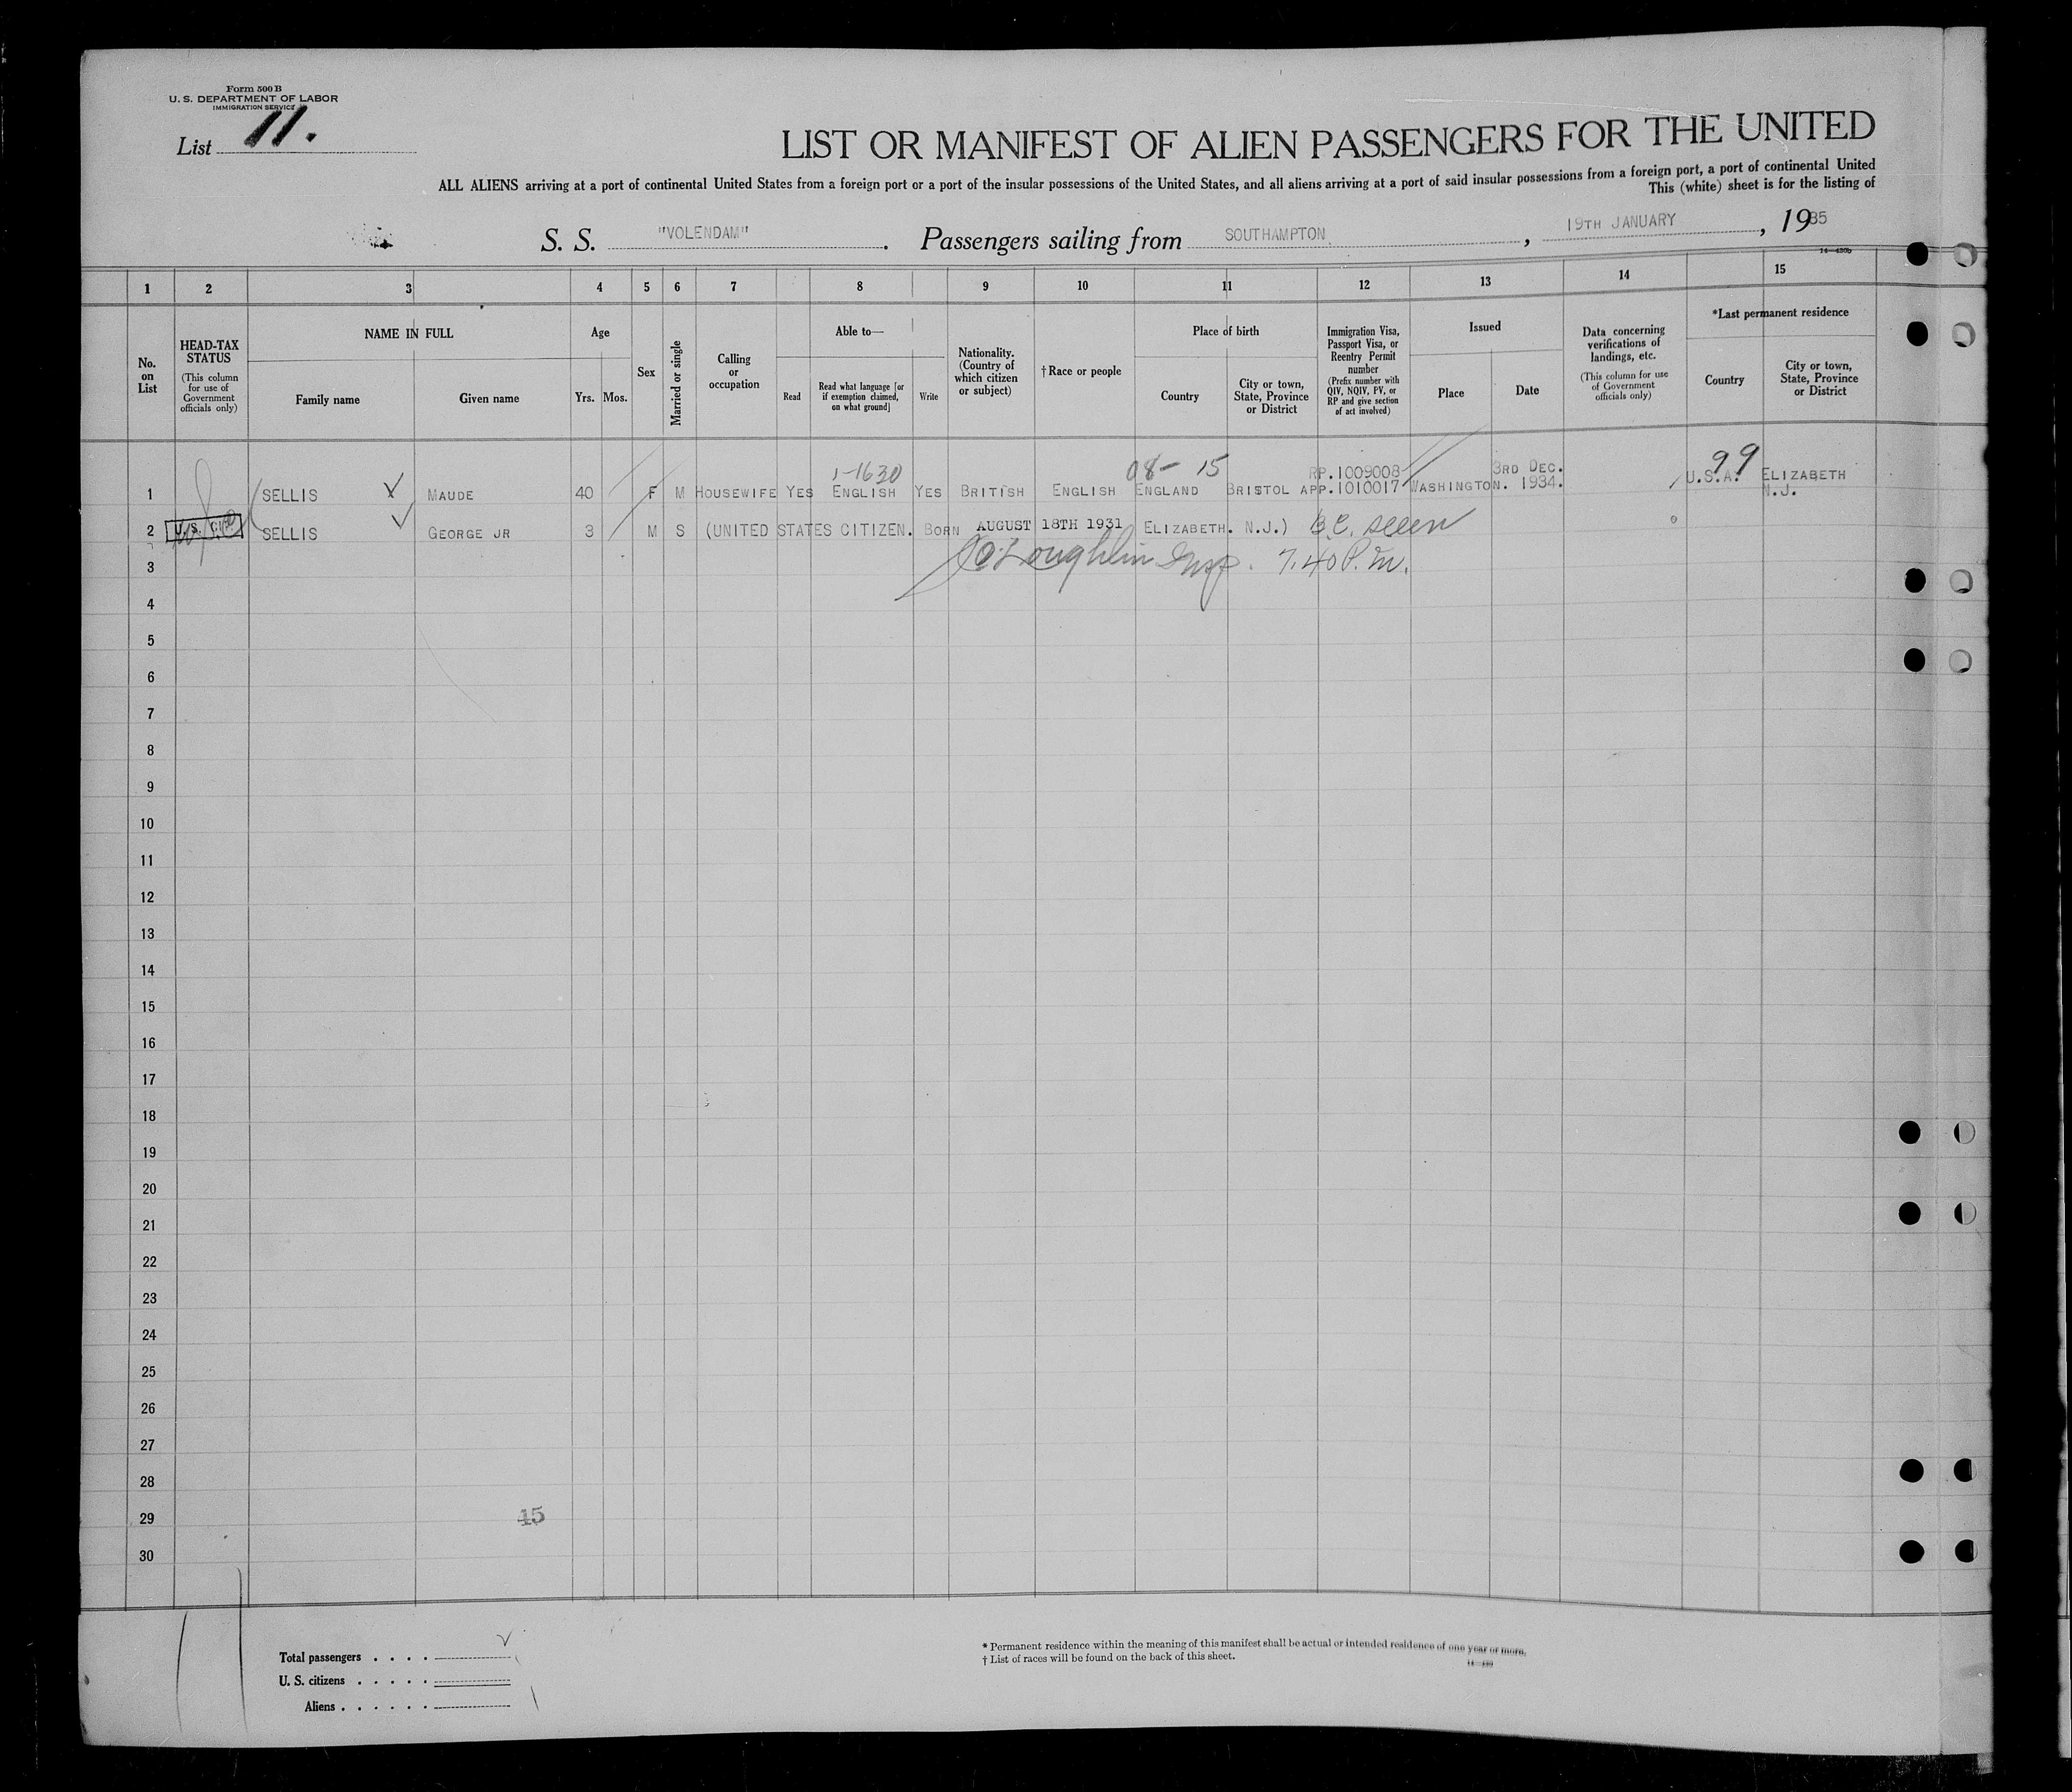 Form 500 B
U. S. DEPARTMENT OF LABOR
IMMIGRATION SERVICE
List 11.
LIST OR MANIFEST OF ALIEN PASSENGERS FOR THE UNITED
ALL ALIENS arriving at a port of continental United States from a foreign port or a port of the insular possessions of the United States, and all aliens arriving at a port of said insular possessions from a foreign port, a port of continental United
This (white) sheet is for the listing of
S. S. "VOLENDAM". Passengers sailing from SOUTHAMPTON, 19TH JANUARY, 1935
1 2 3 4 5 6 7 8 9 10 11 12 13 14 15
No. on List
HEAD-TAX STATUS
(This column for use of Government officials only)
NAME IN FULL
Family name
Given name
Age
Yrs. Mos.
Sex
Married or single
Calling or occupation
Able to—
Read
Read what language [or if exemption claimed, on what ground]
Write
Nationality. (Country of which citizen or subject)
†Race or people
Place of birth
Country
City or town, State, Province or District
Immigration Visa, Passport Visa, or Reentry Permit number
(Prefix number with QIV, NQIV, PV, or RP and give section of act involved)
Issued
Place
Date
Data concerning verifications of landings, etc.
(This column for use of Government officials only)
*Last permanent residence
Country
City or town, State, Province or District
1-1630 08- 15 RP.1009008 3RD DEC. 99
1 SELLIS MAUDE 40 F M HOUSEWIFE YES ENGLISH YES BRITISH ENGLISH ENGLAND BRISTOL APP.1010017 WASHINGTON. 1934. U.S.A. ELIZABETH
N.J.
2 U.S. CIT SELLIS GEORGE JR 3 M S (UNITED STATES CITIZEN. BORN AUGUST 18TH 1931 ELIZABETH. N.J.) B.C. seen
3 O'Loughlin Insp. 7.40 P.M.
4
5
6
7
8
9
10
11
12
13
14
15
16
17
18
19
20
21
22
23
24
25
26
27
28
29
45
30
Total passengers
U. S. citizens
Aliens
* Permanent residence within the meaning of this manifest shall be actual or intended residence of one year or more.
† List of races will be found on the back of this sheet.